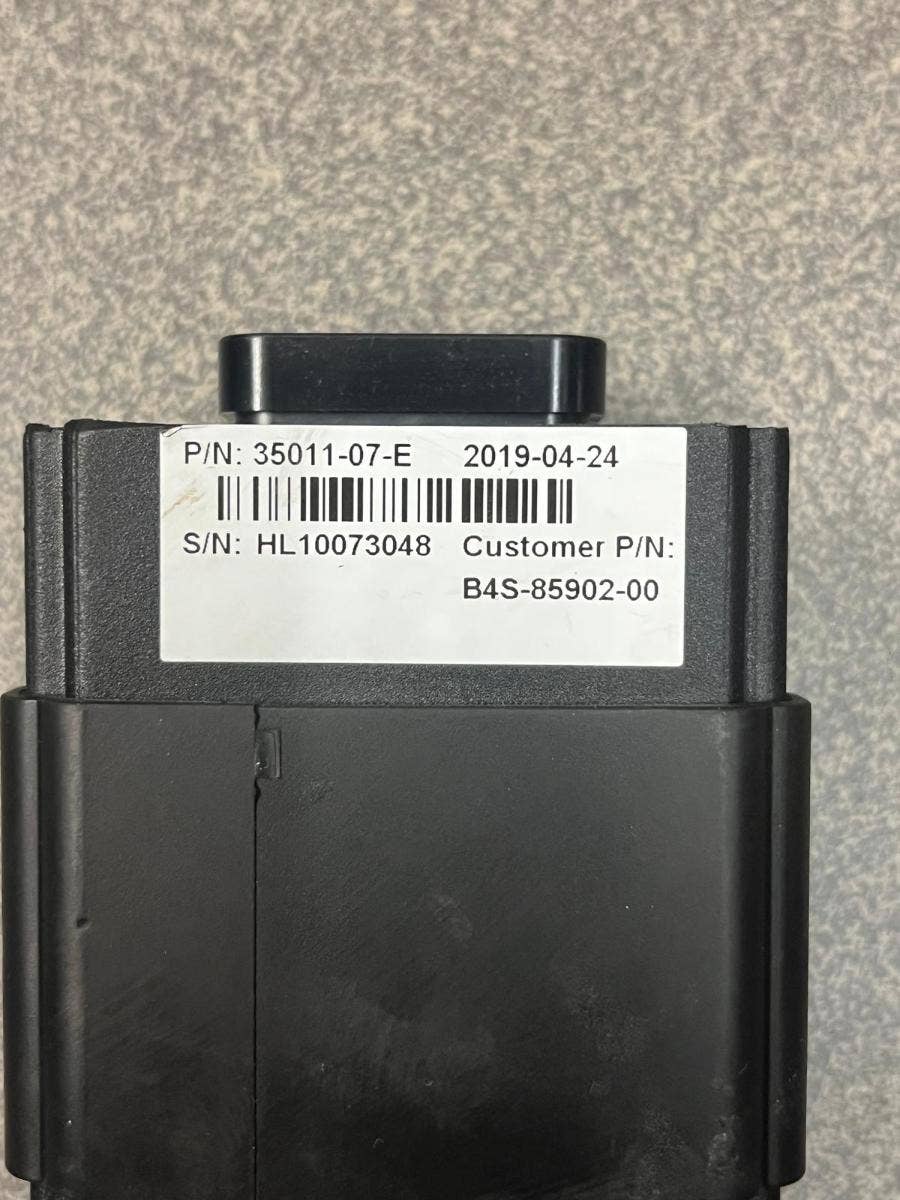 P/N: 35011-07-E 2019-04-24
S/N: HL10073048 Customer P/N:
B4S-85902-00